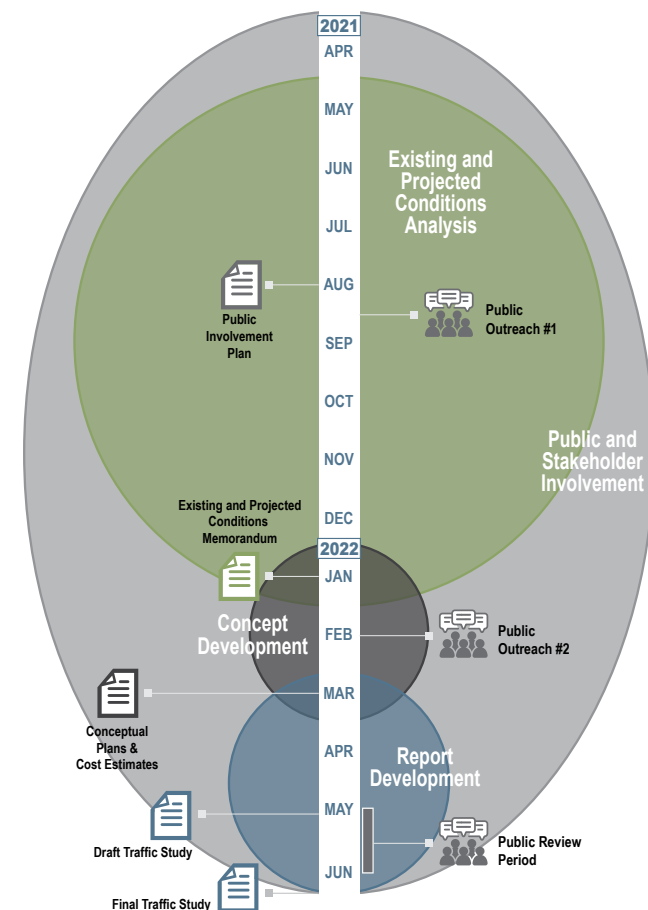 2021
APR
MAY
JUN
Existing and
Projected
Conditions
Analysis
JUL
AUG
Public
Involvement
Plan
Public
Outreach #1
SEP
OCT
Public and
Stakeholder
Involvement
NOV
Existing and Projected
Conditions
Memorandum
DEC
2022
JAN
Concept
Development
FEB
Public
Outreach #2
MAR
Conceptual
Plans &
Cost Estimates
APR
Report
Development
MAY
Draft Traffic Study
Public Review
Period
JUN
Final Traffic Study